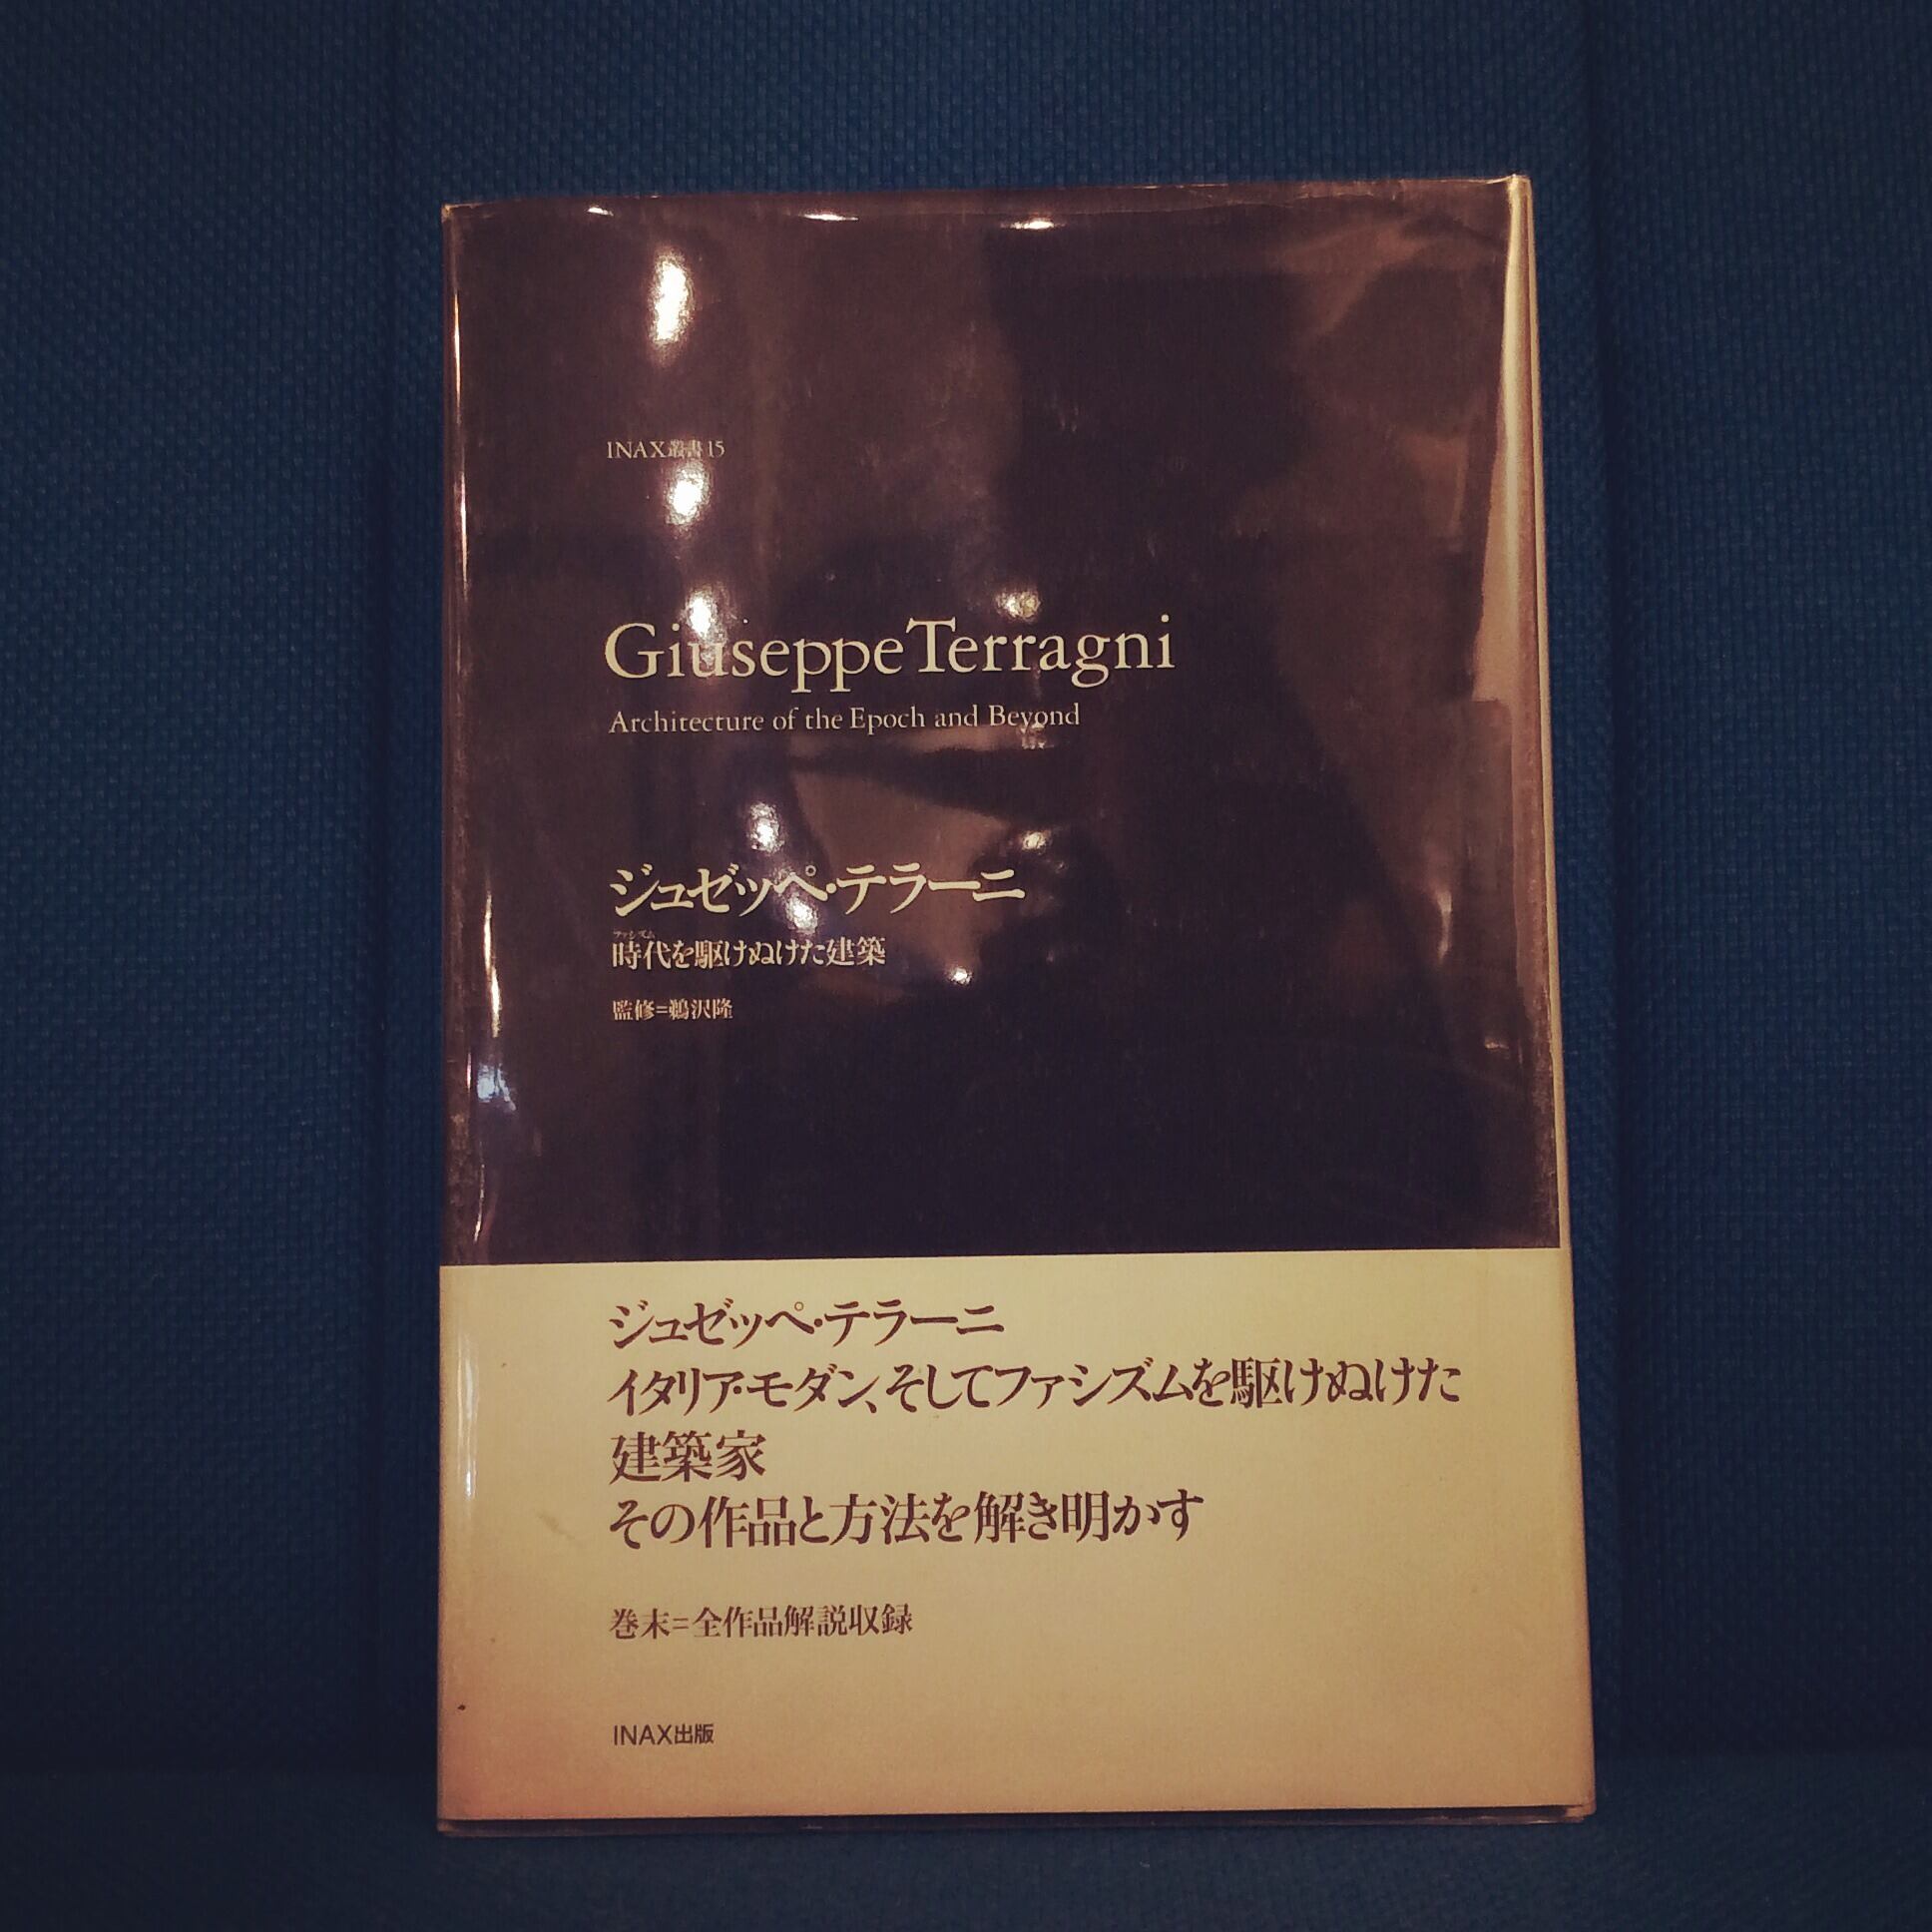 INAX叢書15
Giuseppe Terragni
Architecture of the Epoch and Beyond
ジュゼッペ・テラーニ
ファシズム
時代を駆けぬけた建築
監修=鵜沢隆
ジュゼッペ・テラーニ
イタリア・モダン、そしてファシズムを駆けぬけた
建築家
その作品と方法を解き明かす
巻末=全作品解説収録
INAX出版